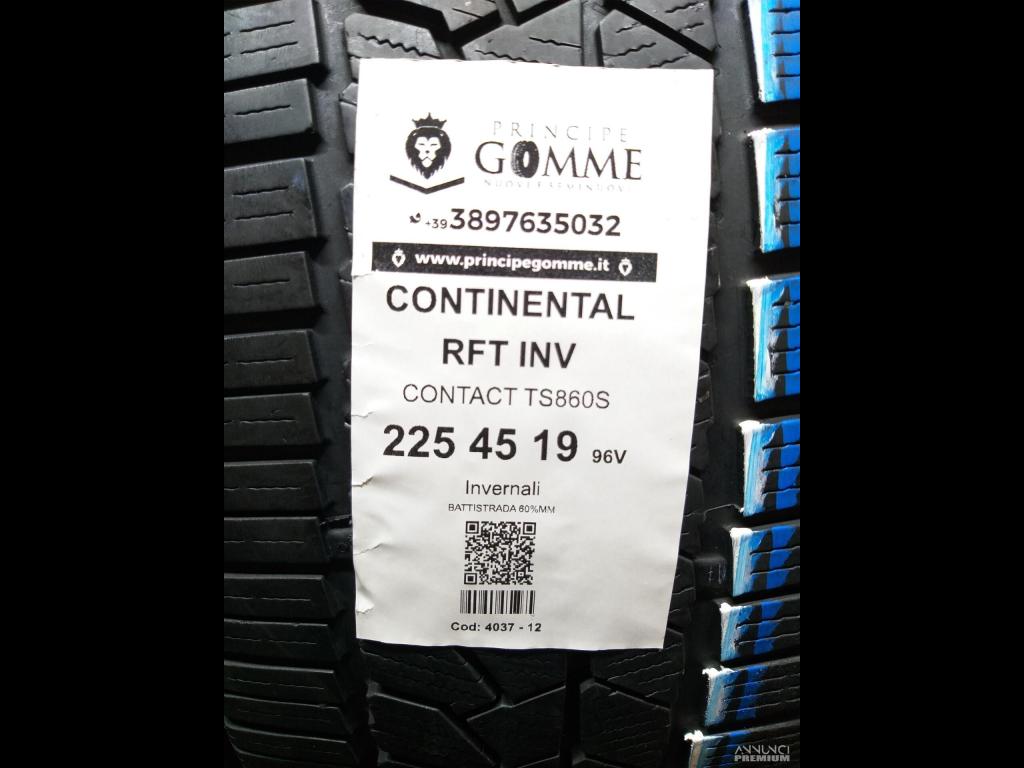 PRINCIPE
GOMME
NUOVE E SEMINUOVE
+39 3897635032
www.principegomme.it
CONTINENTAL
RFT INV
CONTACT TS860S
225 45 19 96V
Invernali
BATTISTRADA 60%MM
Cod: 4037 - 12
ANNUNCI
PREMIUM